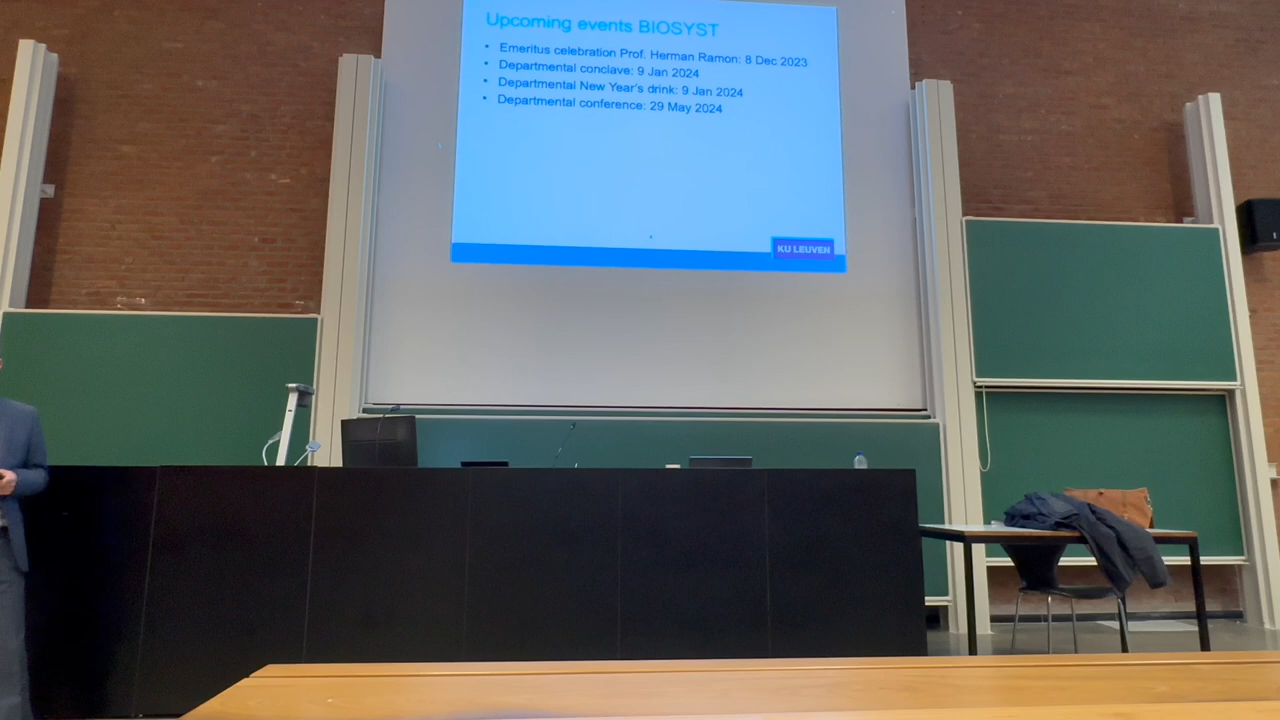 Upcoming events BIOSYST
• Emeritus celebration Prof. Herman Ramon: 8 Dec 2023
• Departmental conclave: 9 Jan 2024
• Departmental New Year's drink: 9 Jan 2024
• Departmental conference: 29 May 2024
KU LEUVEN